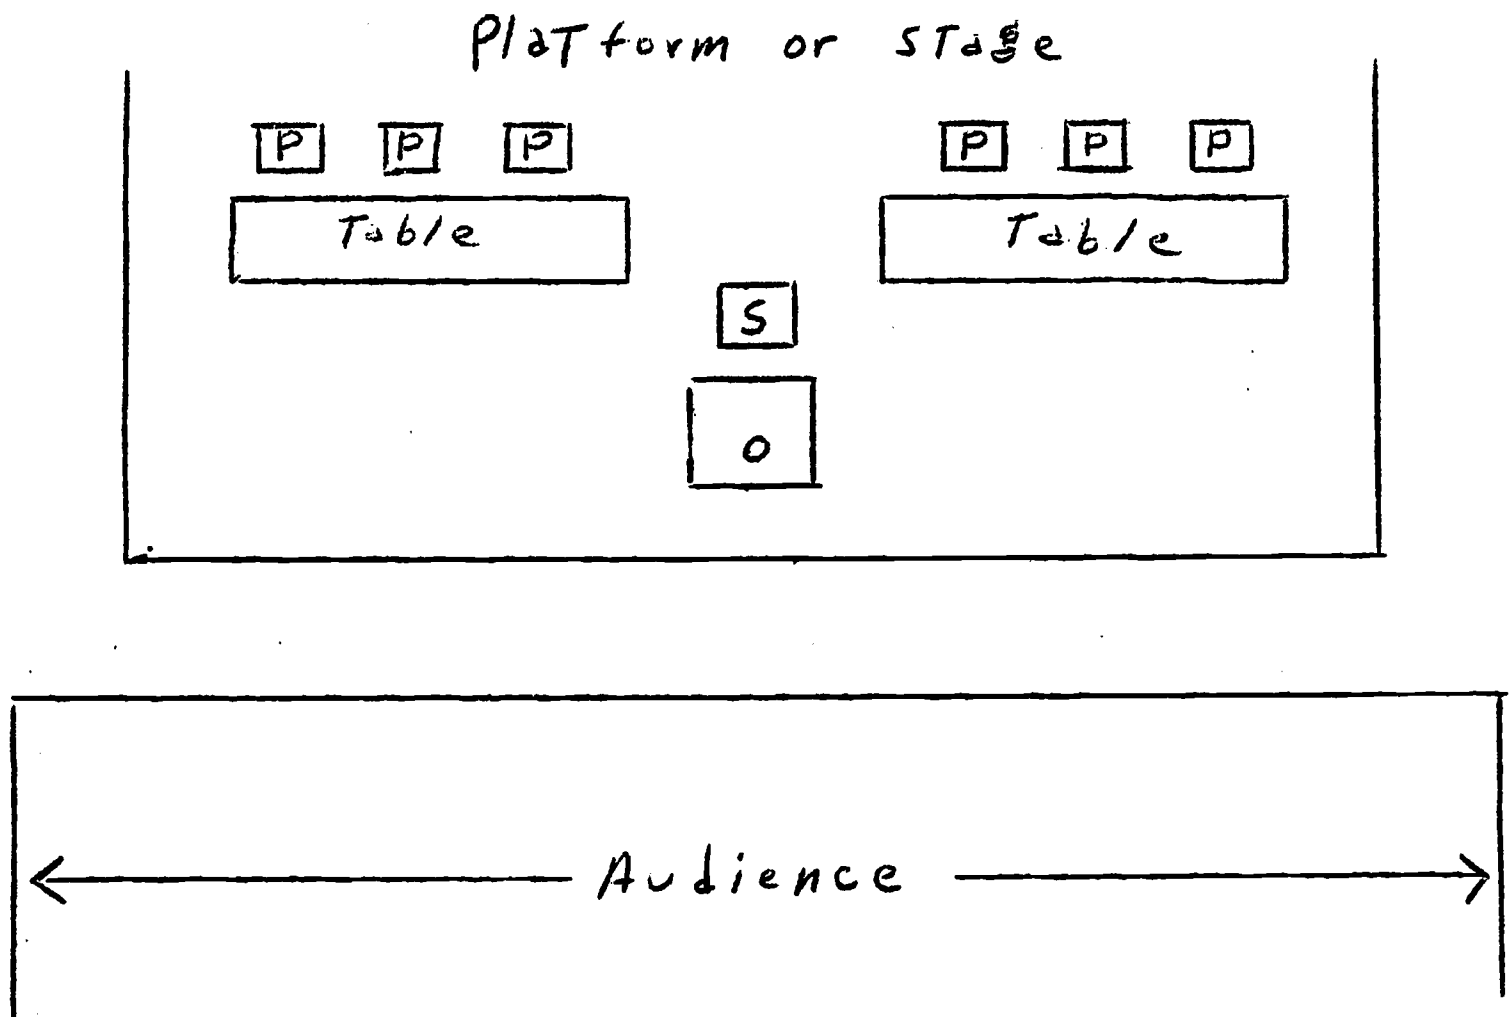 Platform or Stage
P P P P P P
Table Table
S
O
Audience